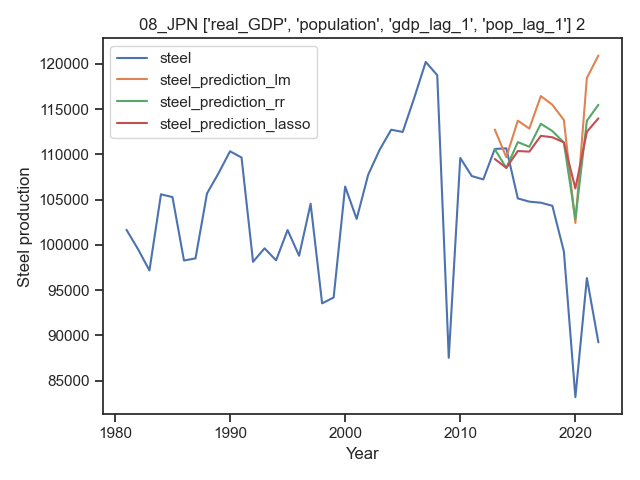 08_JPN ['real_GDP', 'population', 'gdp_lag_1', 'pop_lag_1'] 2
steel
steel_prediction_lm
steel_prediction_rr
steel_prediction_lasso
120000
115000
110000
105000
100000
95000
90000
85000
Steel production
1980
1990
2000
2010
2020
Year